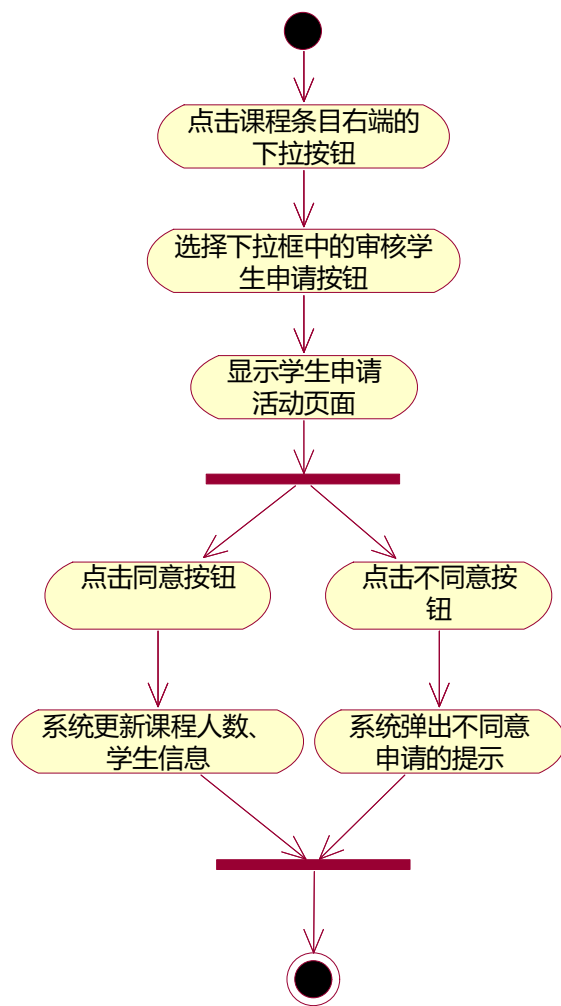 点击课程条目右端的
下拉按钮
选择下拉框中的审核学
生申请按钮
显示学生申请
活动页面
点击同意按钮
点击不同意按
钮
系统更新课程人数、
学生信息
系统弹出不同意
申请的提示